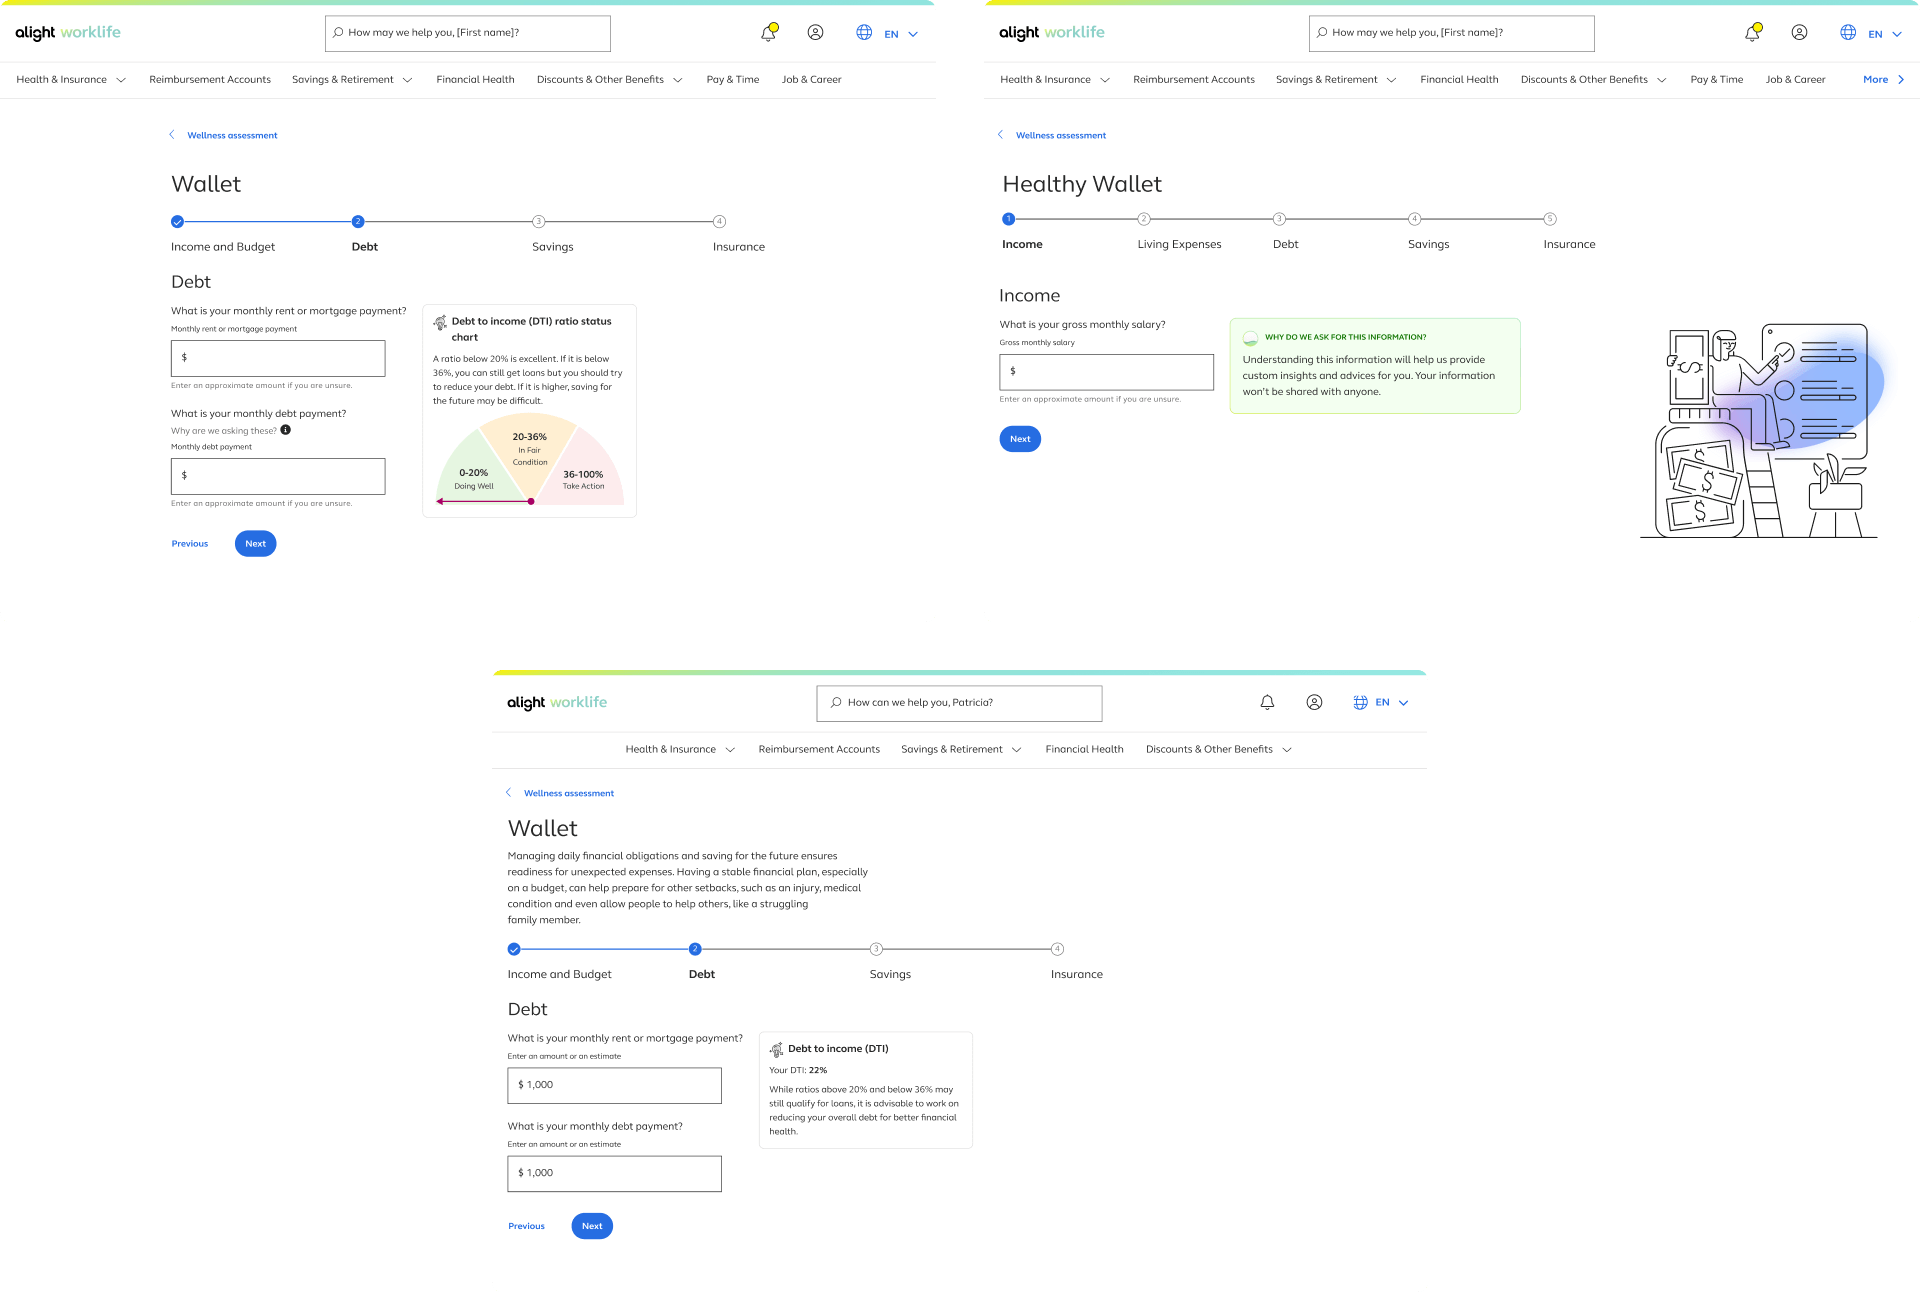 alight worklife
How may we help you, [First name]?
EN
Health & Insurance Reimbursement Accounts Savings & Retirement Financial Health Discounts & Other Benefits Pay & Time Job & Career
Wellness assessment
Wallet
2 3 4
Income and Budget Debt Savings Insurance
Debt
What is your monthly rent or mortgage payment?
Monthly rent or mortgage payment
$
Enter an approximate amount if you are unsure.
What is your monthly debt payment?
Why are we asking these?
Monthly debt payment
$
Enter an approximate amount if you are unsure.
Previous Next
Debt to income (DTI) ratio status
chart
A ratio below 20% is excellent. If it is below
36%, you can still get loans but you should try
to reduce your debt. If it is higher, saving for
the future may be difficult.
20-36%
In Fair
Condition
0-20%
Doing Well
36-100%
Take Action
alight worklife
How may we help you, [First name]?
EN
Health & Insurance Reimbursement Accounts Savings & Retirement Financial Health Discounts & Other Benefits Pay & Time Job & Career More
Wellness assessment
Healthy Wallet
1 2 3 4 5
Income Living Expenses Debt Savings Insurance
Income
What is your gross monthly salary?
Gross monthly salary
$
Enter an approximate amount if you are unsure.
Next
WHY DO WE ASK FOR THIS INFORMATION?
Understanding this information will help us provide
custom insights and advices for you. Your information
won't be shared with anyone.
$
$
$
$
alight worklife
How can we help you, Patricia?
EN
Health & Insurance Reimbursement Accounts Savings & Retirement Financial Health Discounts & Other Benefits
Wellness assessment
Wallet
Managing daily financial obligations and saving for the future ensures
readiness for unexpected expenses. Having a stable financial plan, especially
on a budget, can help prepare for other setbacks, such as an injury, medical
condition and even allow people to help others, like a struggling
family member.
2 3 4
Income and Budget Debt Savings Insurance
Debt
What is your monthly rent or mortgage payment?
Enter an amount or an estimate
$ 1,000
What is your monthly debt payment?
Enter an amount or an estimate
$ 1,000
Previous Next
Debt to income (DTI)
Your DTI: 22%
While ratios above 20% and below 36% may
still qualify for loans, it is advisable to work on
reducing your overall debt for better financial
health.